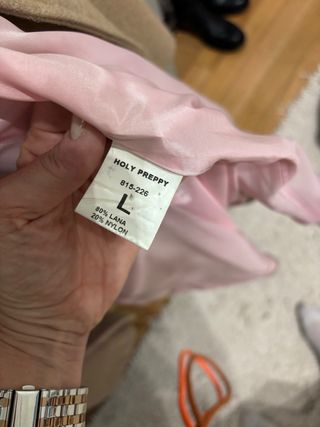 HOLY PREPPY
815-226
L
80% LANA
20% NYLON